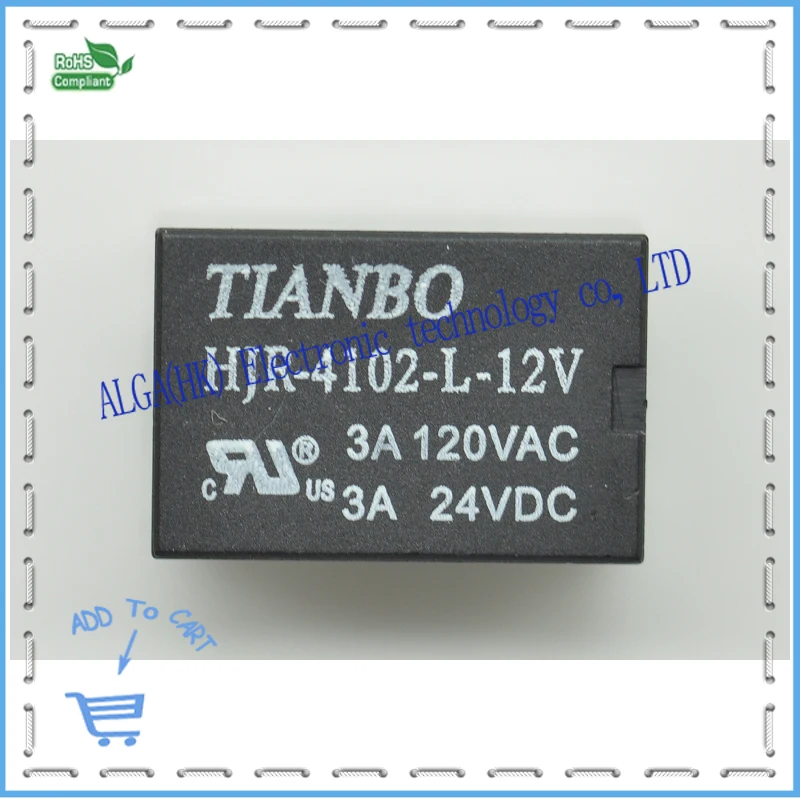 RoHS
Compliant
TIANBO
HJR-4102-L-12V
ALGA(HK) Electronic technology co, LTD
3A 120VAC
c RU ® US
3A 24VDC
ADD To CART